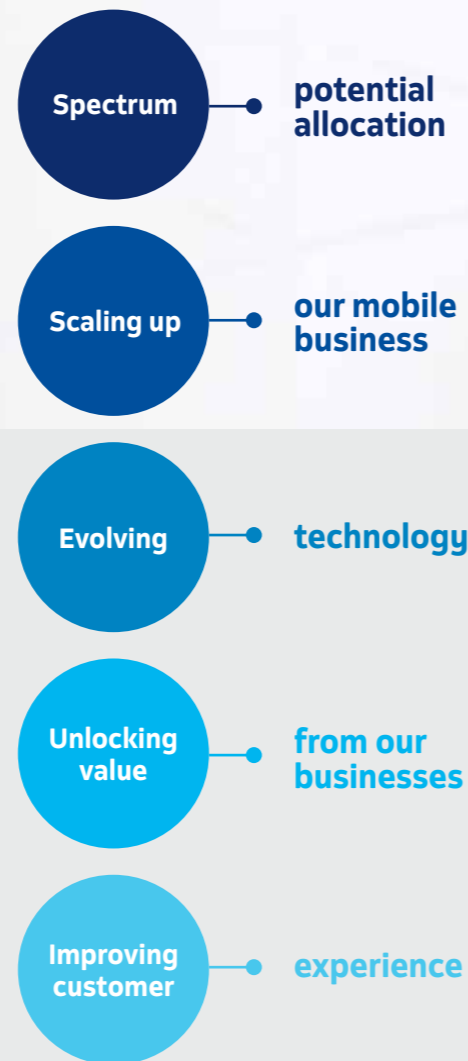 Spectrum
potential
allocation
Scaling up
our mobile
business
Evolving
technology
Unlocking
value
from our
businesses
Improving
customer
experience